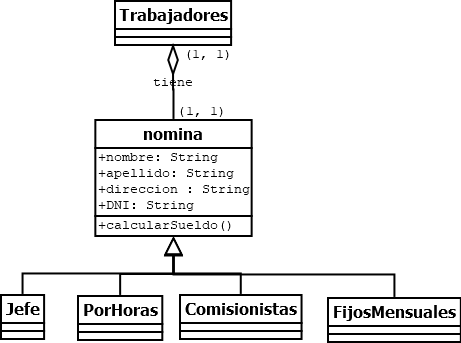 Trabajadores
(1, 1)
tiene
(1, 1)
nomina
+nombre: String
+apellido: String
+direccion : String
+DNI: String
+calcularSueldo()
Jefe
PorHoras
Comisionistas
FijosMensuales